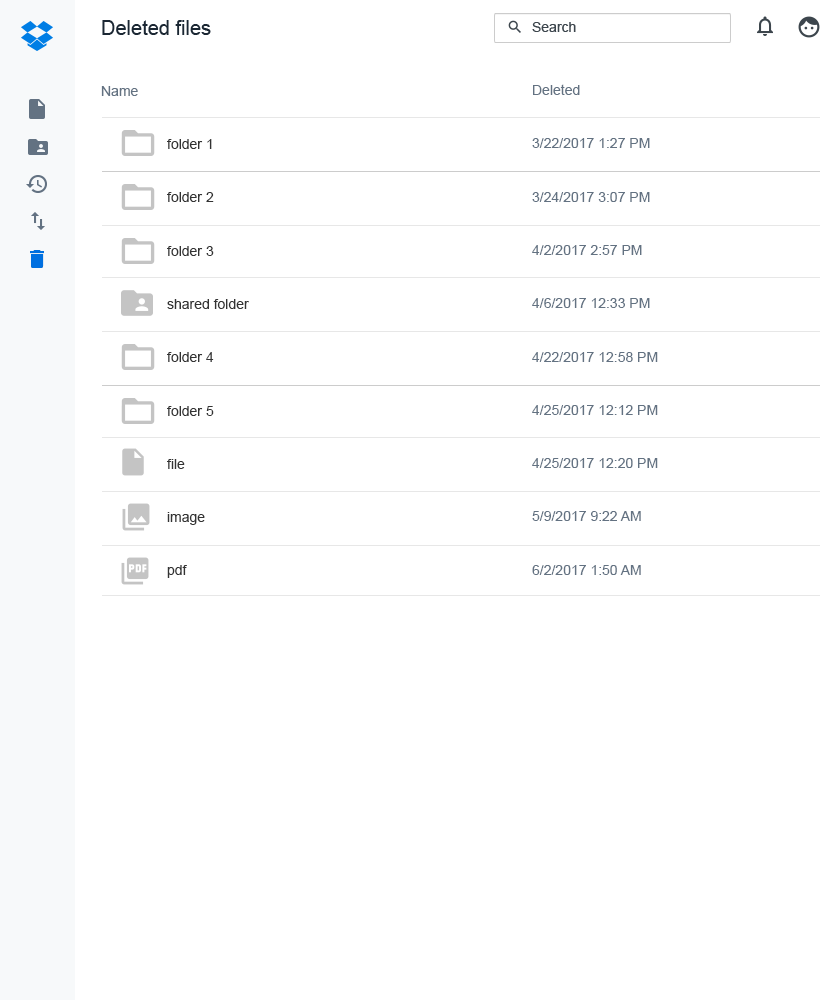 Deleted files
Search
Name
Deleted
folder 1
3/22/2017 1:27 PM
folder 2
3/24/2017 3:07 PM
folder 3
4/2/2017 2:57 PM
shared folder
4/6/2017 12:33 PM
folder 4
4/22/2017 12:58 PM
folder 5
4/25/2017 12:12 PM
file
4/25/2017 12:20 PM
image
5/9/2017 9:22 AM
PDF
pdf
6/2/2017 1:50 AM